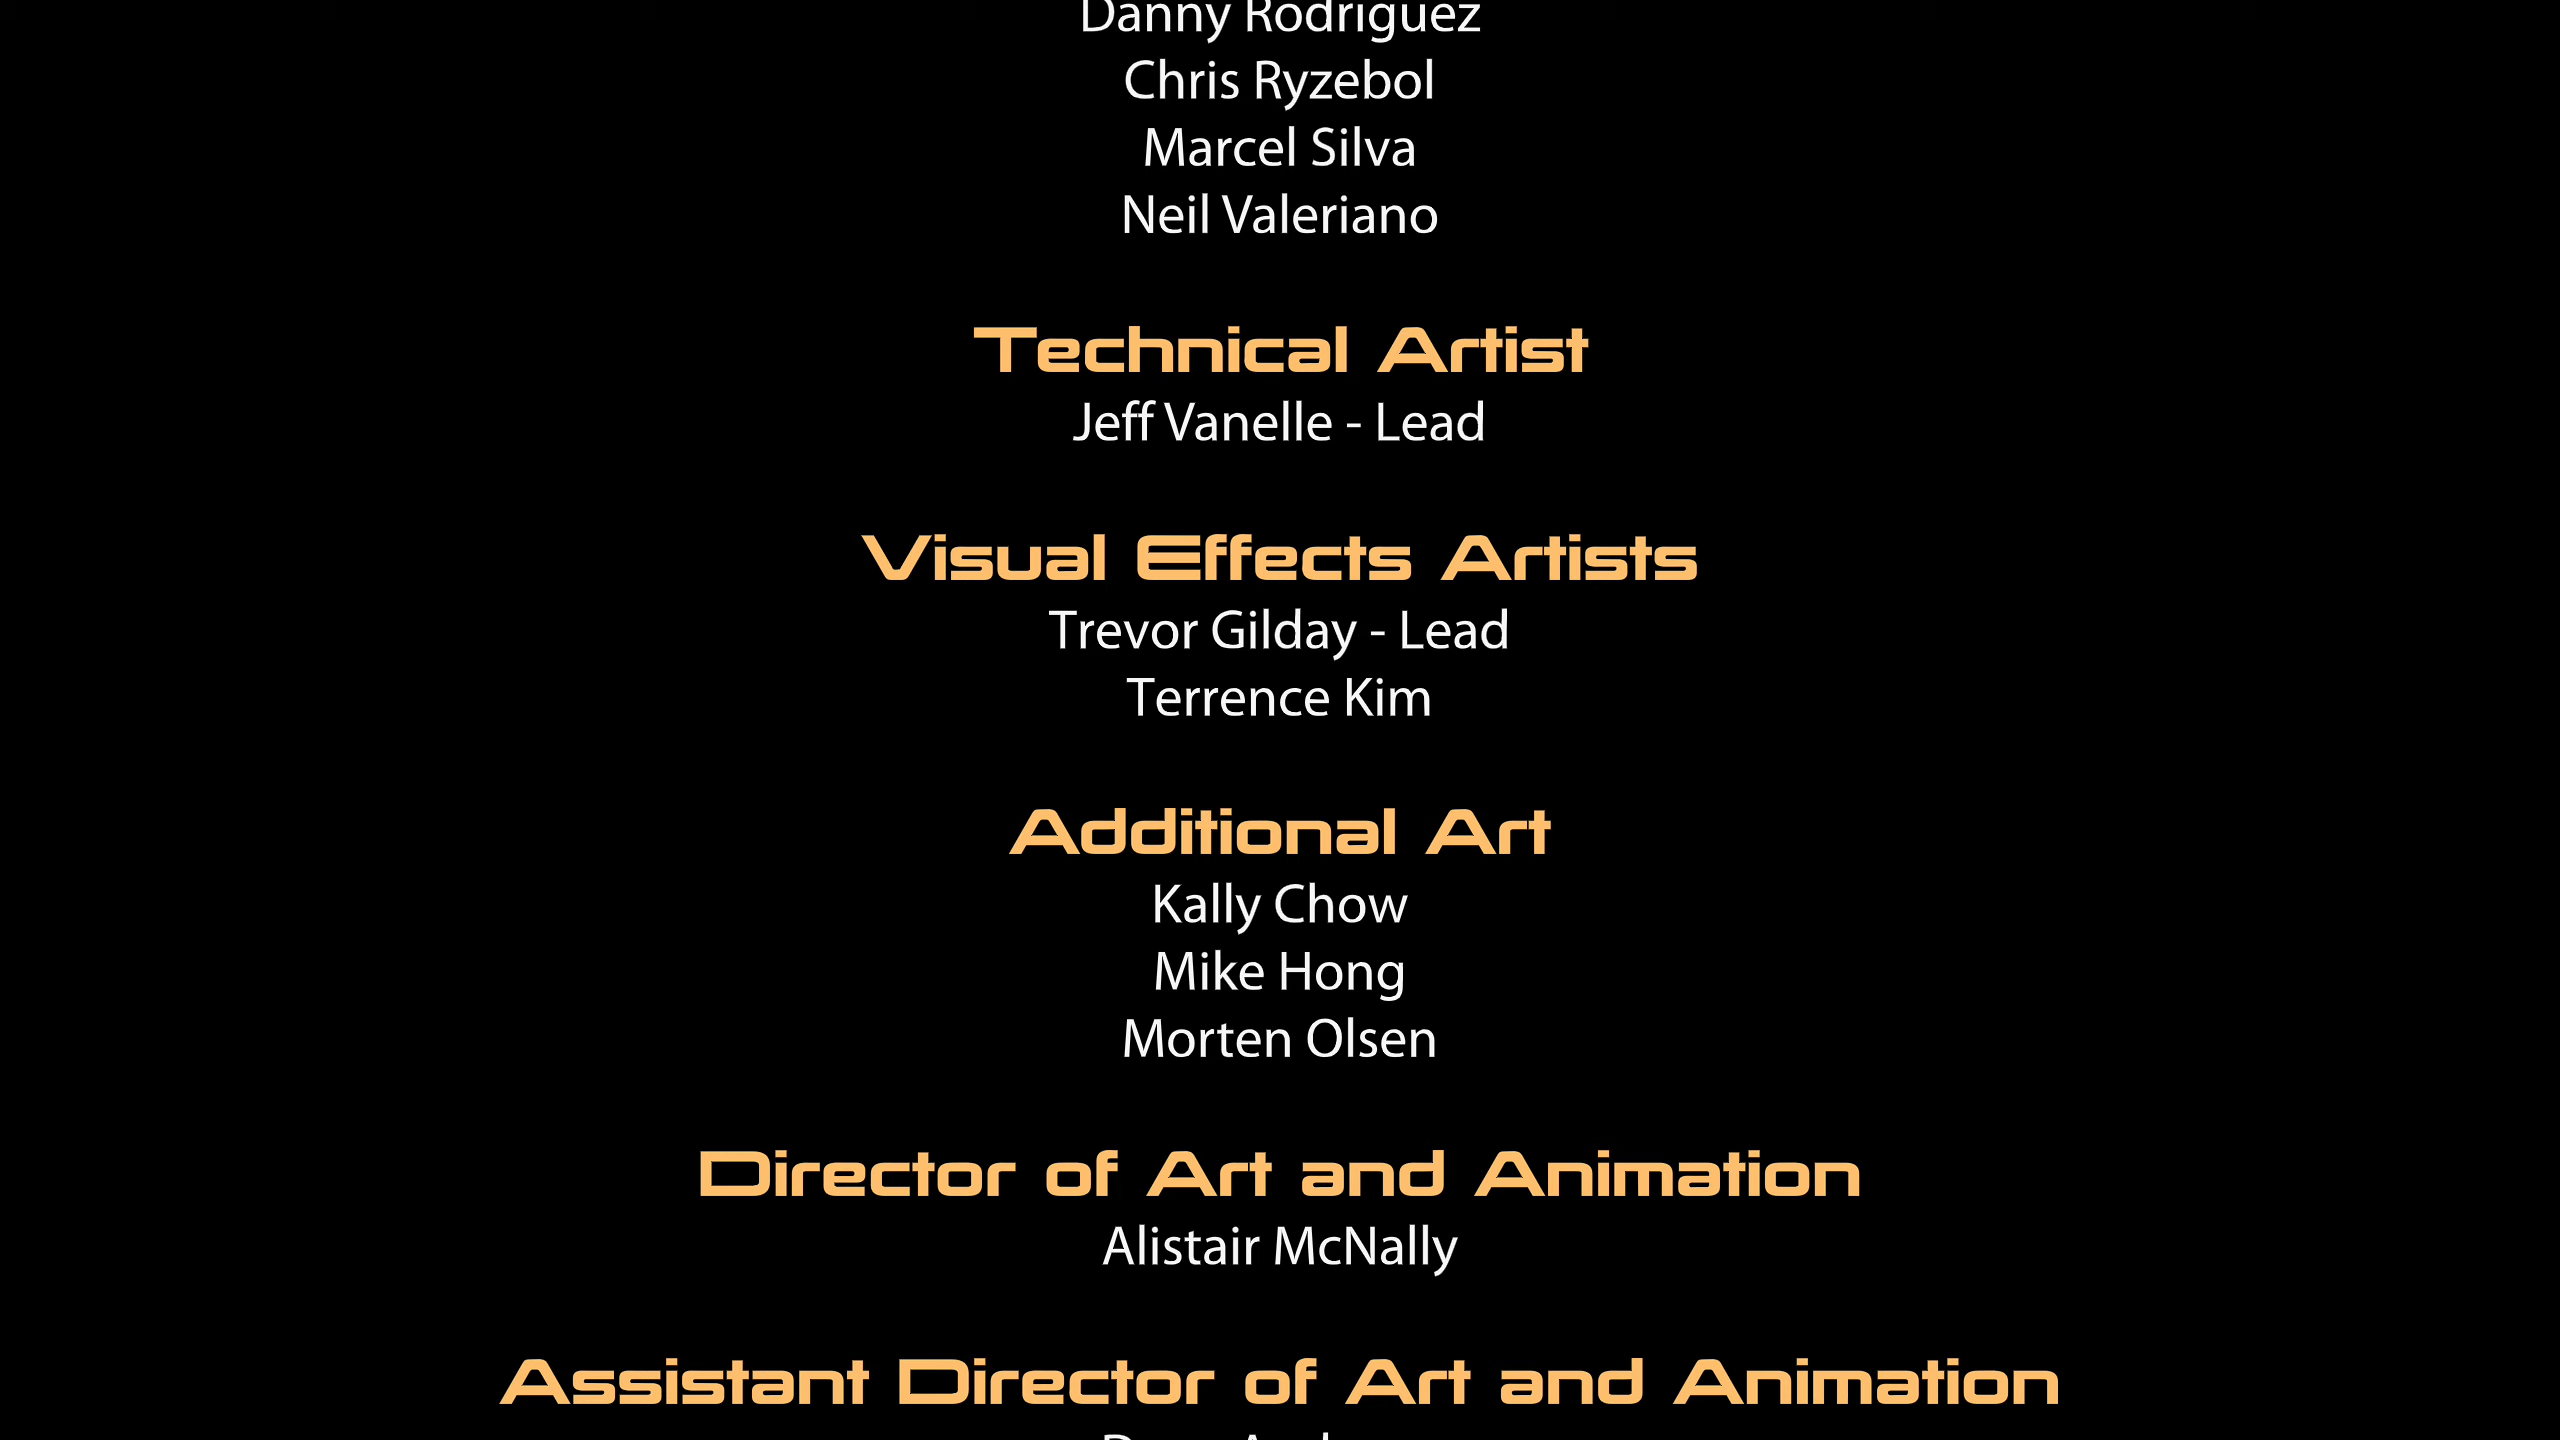 Danny Rodriguez
Chris Ryzebol
Marcel Silva
Neil Valeriano
Technical Artist
Jeff Vanelle - Lead
Visual Effects Artists
Trevor Gilday - Lead
Terrence Kim
Additional Art
Kally Chow
Mike Hong
Morten Olsen
Director of Art and Animation
Alistair McNally
Assistant Director of Art and Animation